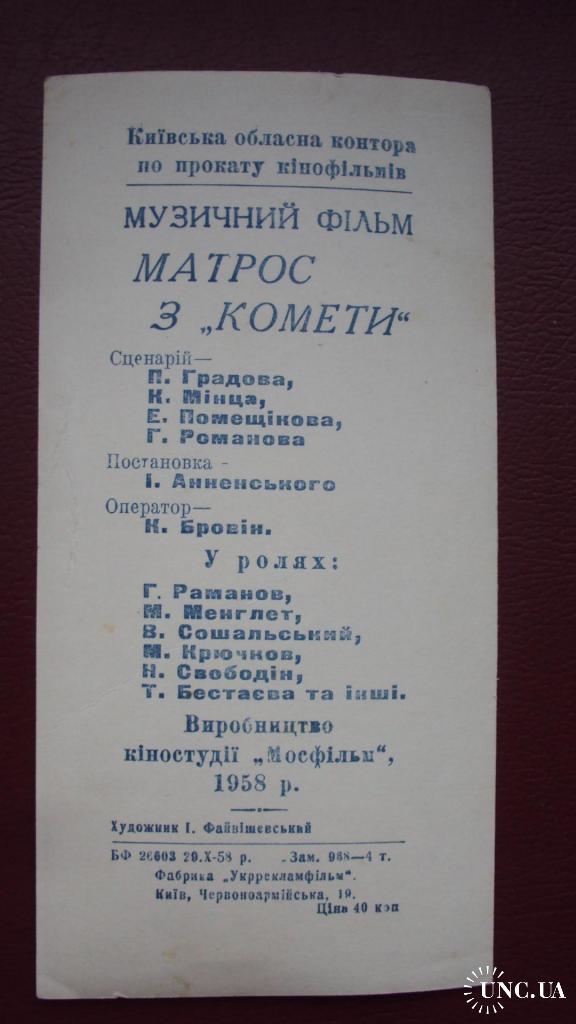 Київська обласна контора
по прокату кінофільмів
МУЗИЧНИЙ ФІЛЬМ
МАТРОС
З „КОМЕТИ“
Сценарій—
П. Градова,
К. Мінца,
Е. Помещікова,
Г. Романова
Постановка -
І. Анненського
Оператор—
К. Бровін.
У ролях:
Г. Раманов,
М. Менглет,
В. Сошальський,
М. Крючков,
Н. Свободін,
Т. Бестаєва та інші.
Виробництво
кіностудії „Мосфільм“,
1958 р.
Художник І. Файвішевський
БФ 26603 29.X-58 р. Зам. 968—4 т.
Фабрика „Укррекламфільм“.
Київ, Червоноармійська, 19.
Ціна 40 коп
UNC.UA